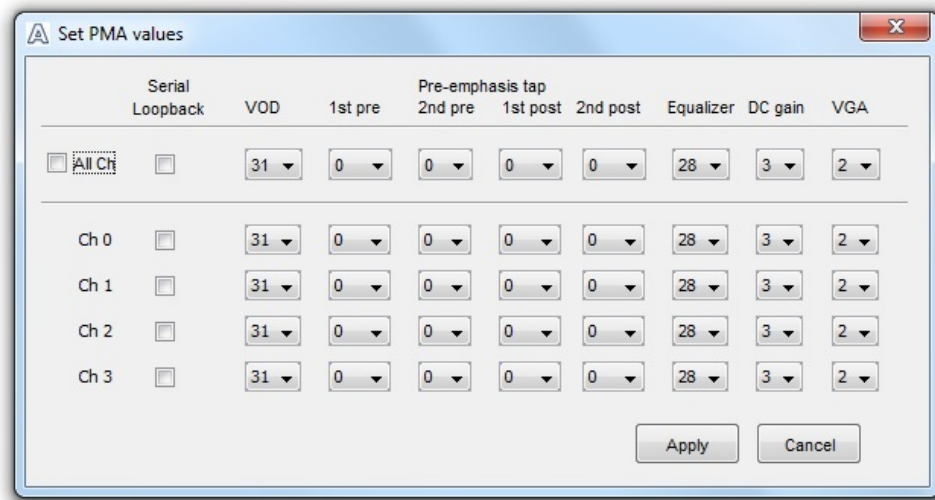 Set PMA values
x
Serial Pre-emphasis tap
Loopback VOD 1st pre 2nd pre 1st post 2nd post Equalizer DC gain VGA
All Ch 31 0 0 0 0 28 3 2
Ch 0 31 0 0 0 0 28 3 2
Ch 1 31 0 0 0 0 28 3 2
Ch 2 31 0 0 0 0 28 3 2
Ch 3 31 0 0 0 0 28 3 2
Apply Cancel